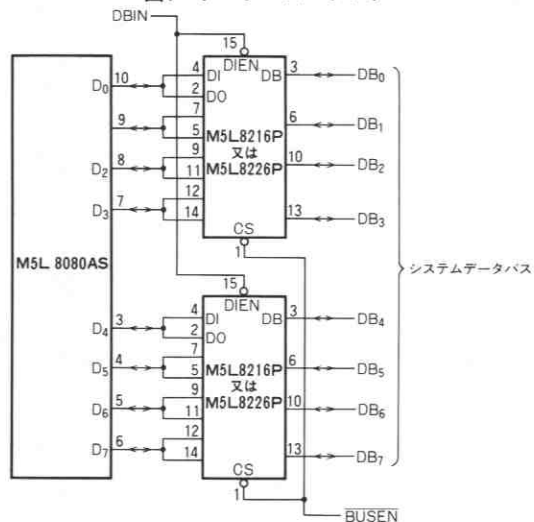 DBIN
15
DIEN
D0 10
4 DI
2 DO
DB 3
DB0
9
7
5
M5L8216P
又は
M5L8226P
6
DB1
D2 8
9
11
10
DB2
D3 7
12
14
13
DB3
CS
1
M5L 8080AS
システムデータバス
15
DIEN
D4 3
4 DI
2 DO
DB 3
DB4
D5 4
7
5
M5L8216P
又は
M5L8226P
6
DB5
D6 5
9
11
10
DB6
D7 6
12
14
13
DB7
CS
1
BUSEN